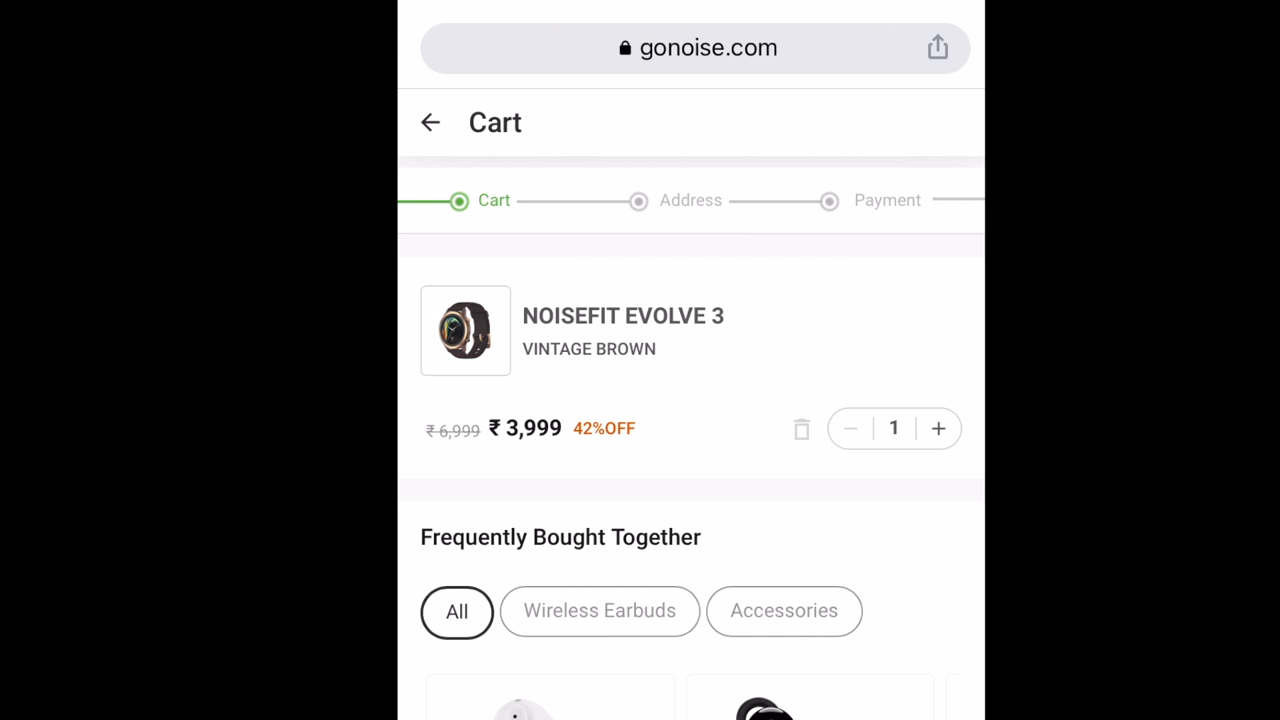 gonoise.com
Cart
Cart Address Payment
NOISEFIT EVOLVE 3
VINTAGE BROWN
₹ 6,999 ₹ 3,999 42%OFF 1
Frequently Bought Together
All Wireless Earbuds Accessories